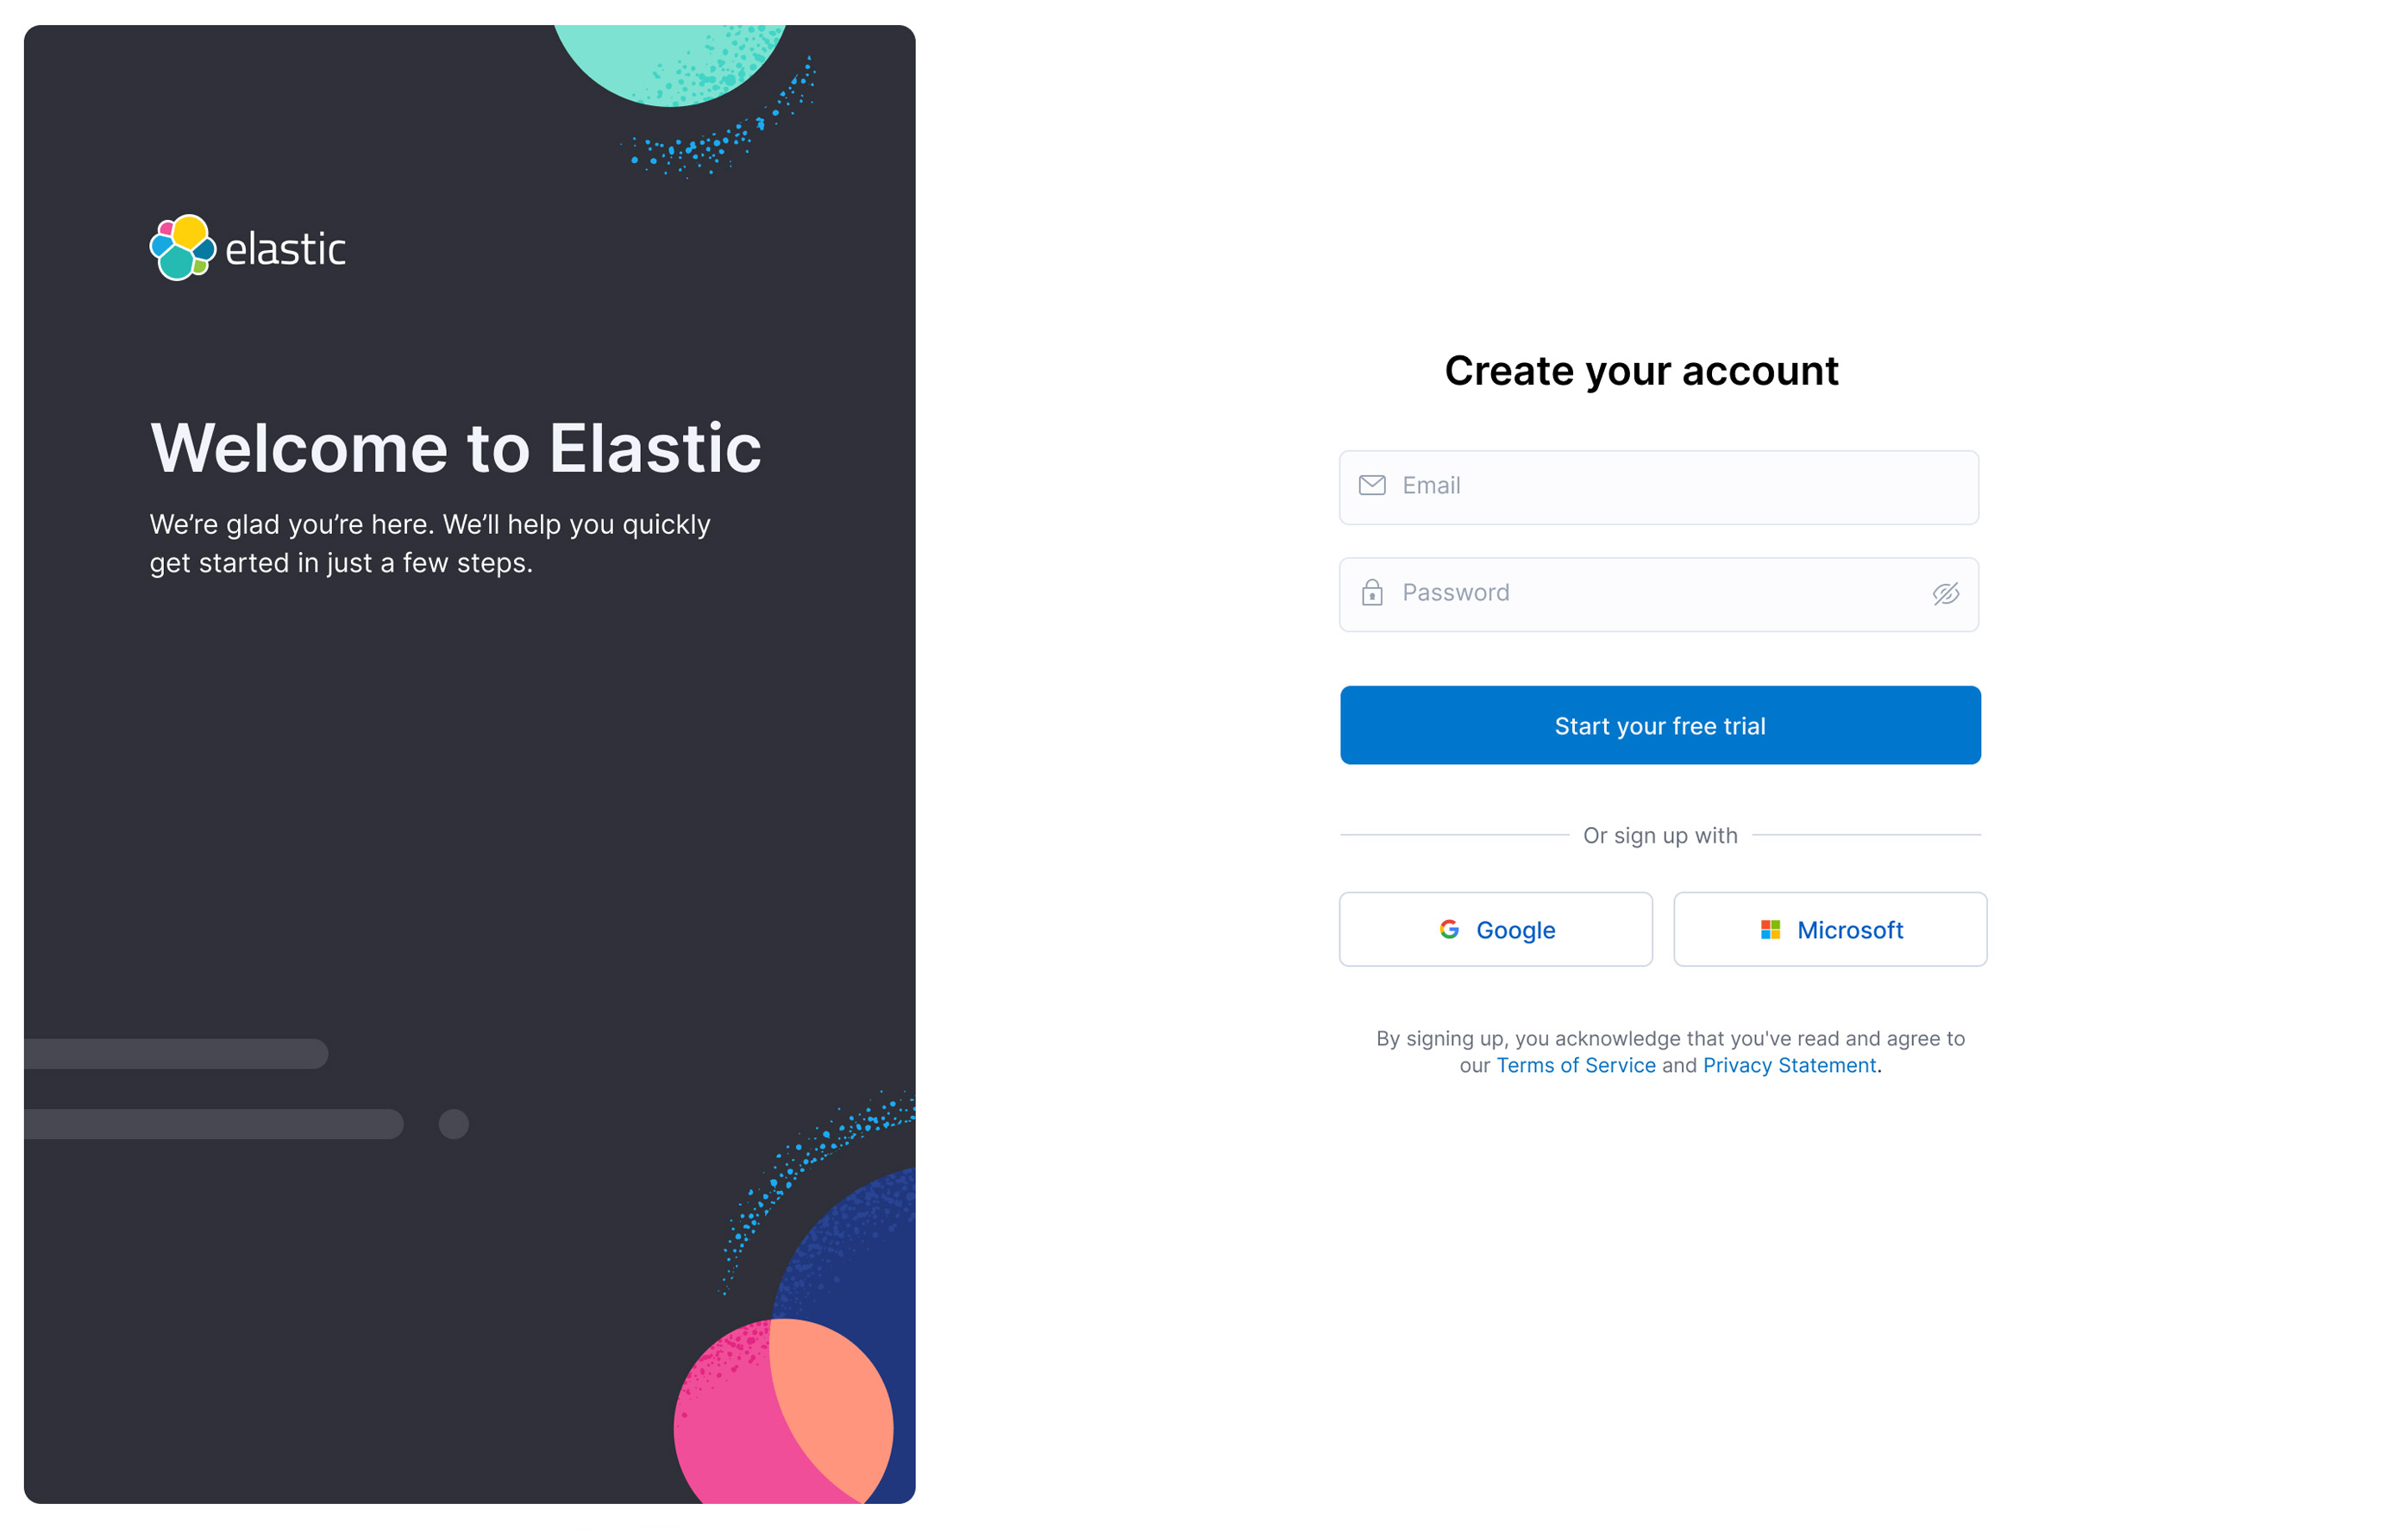 elastic
Welcome to Elastic
We’re glad you’re here. We’ll help you quickly
get started in just a few steps.
Create your account
Email
Password
Start your free trial
Or sign up with
Google
Microsoft
By signing up, you acknowledge that you've read and agree to
our Terms of Service and Privacy Statement.